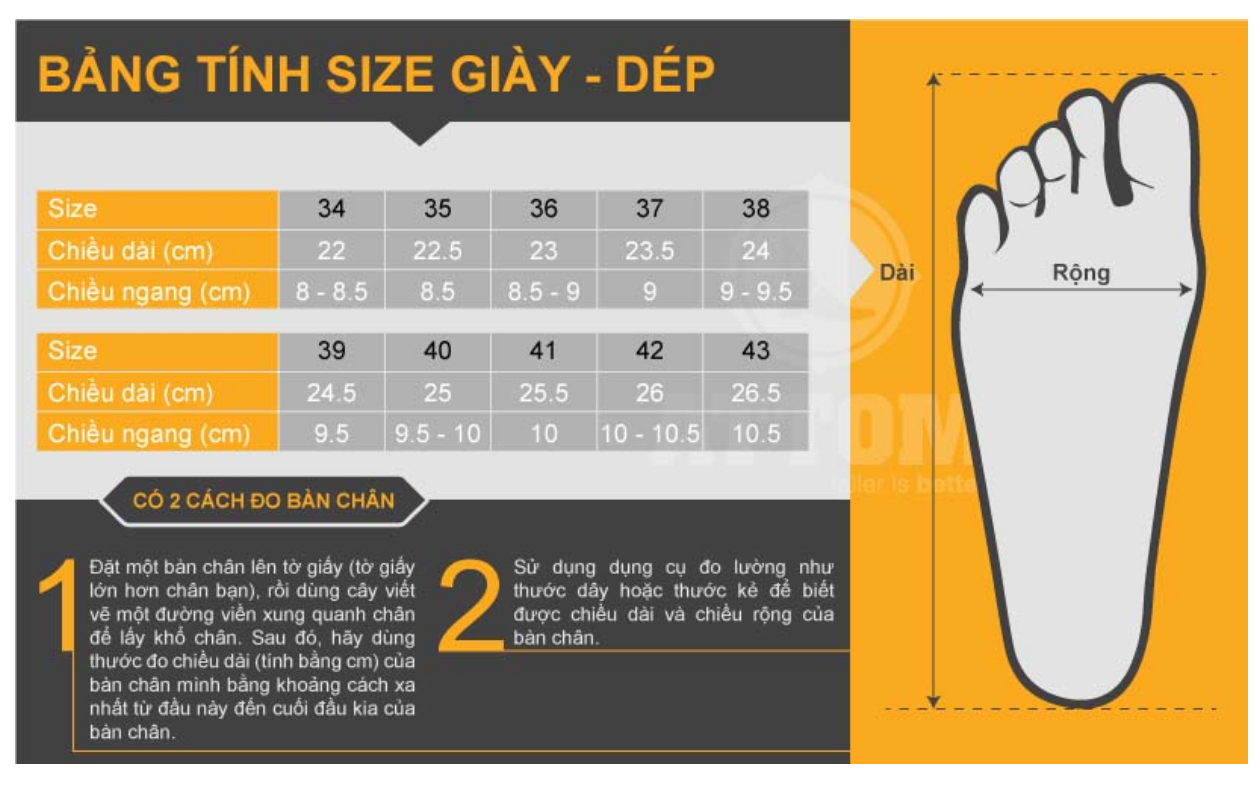 BẢNG TÍNH SIZE GIÀY - DÉP
Size 34 35 36 37 38
Chiều dài (cm) 22 22.5 23 23.5 24
Chiều ngang (cm) 8 - 8.5 8.5 8.5 - 9 9 9 - 9.5
Size 39 40 41 42 43
Chiều dài (cm) 24.5 25 25.5 26 26.5
Chiều ngang (cm) 9.5 9.5 - 10 10 10 - 10.5 10.5
CÓ 2 CÁCH ĐO BÀN CHÂN
1
Đặt một bàn chân lên tờ giấy (tờ giấy
lớn hơn chân bạn), rồi dùng cây viết
vẽ một đường viền xung quanh chân
để lấy khổ chân. Sau đó, hãy dùng
thước đo chiều dài (tính bằng cm) của
bàn chân mình bằng khoảng cách xa
nhất từ đầu này đến cuối đầu kia của
bàn chân.
2
Sử dụng dụng cụ đo lường như
thước dây hoặc thước kẻ để biết
được chiều dài và chiều rộng của
bàn chân.
Dài
Rộng